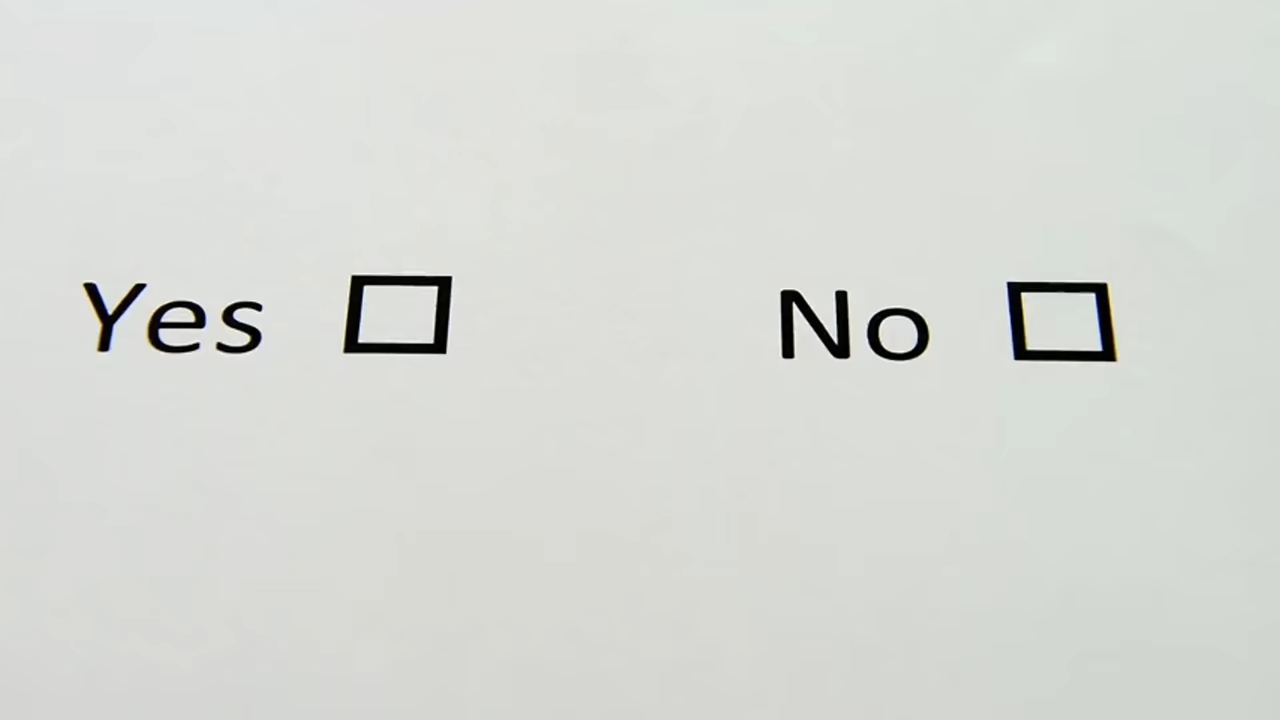 Yes □ No □